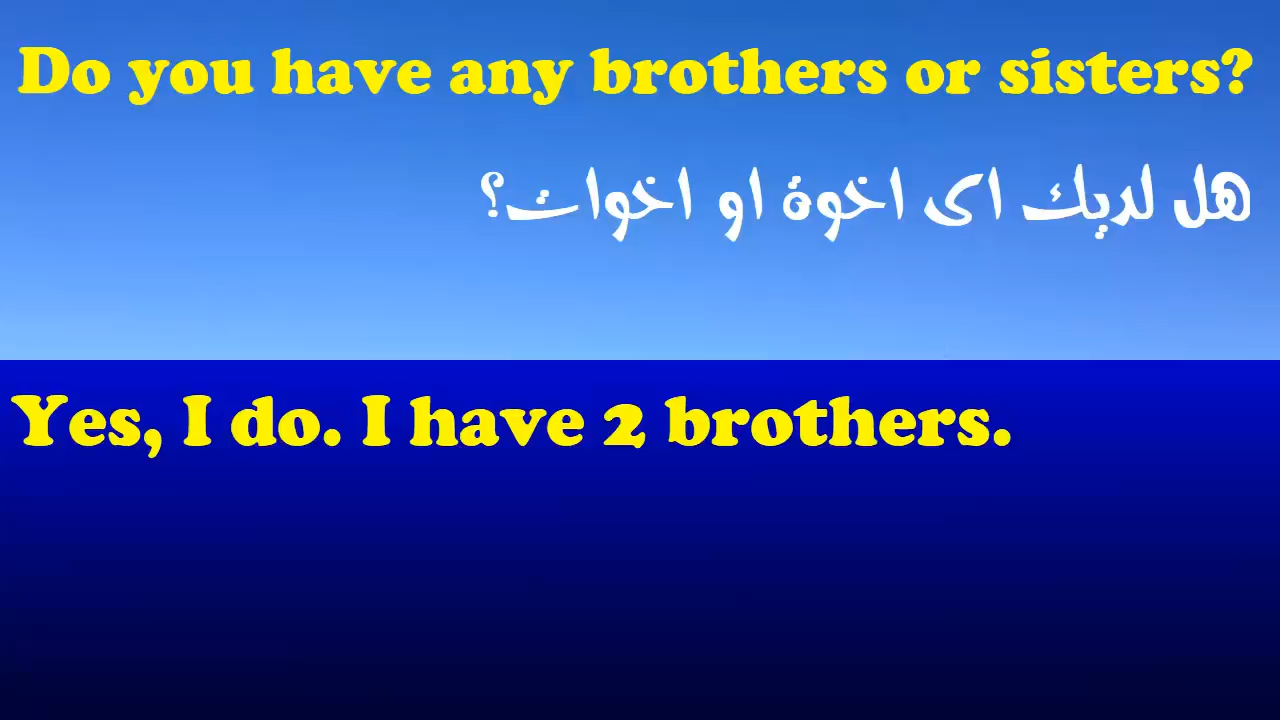 Do you have any brothers or sisters?
هل لديك اى اخوة او اخوات؟
Yes, I do. I have 2 brothers.